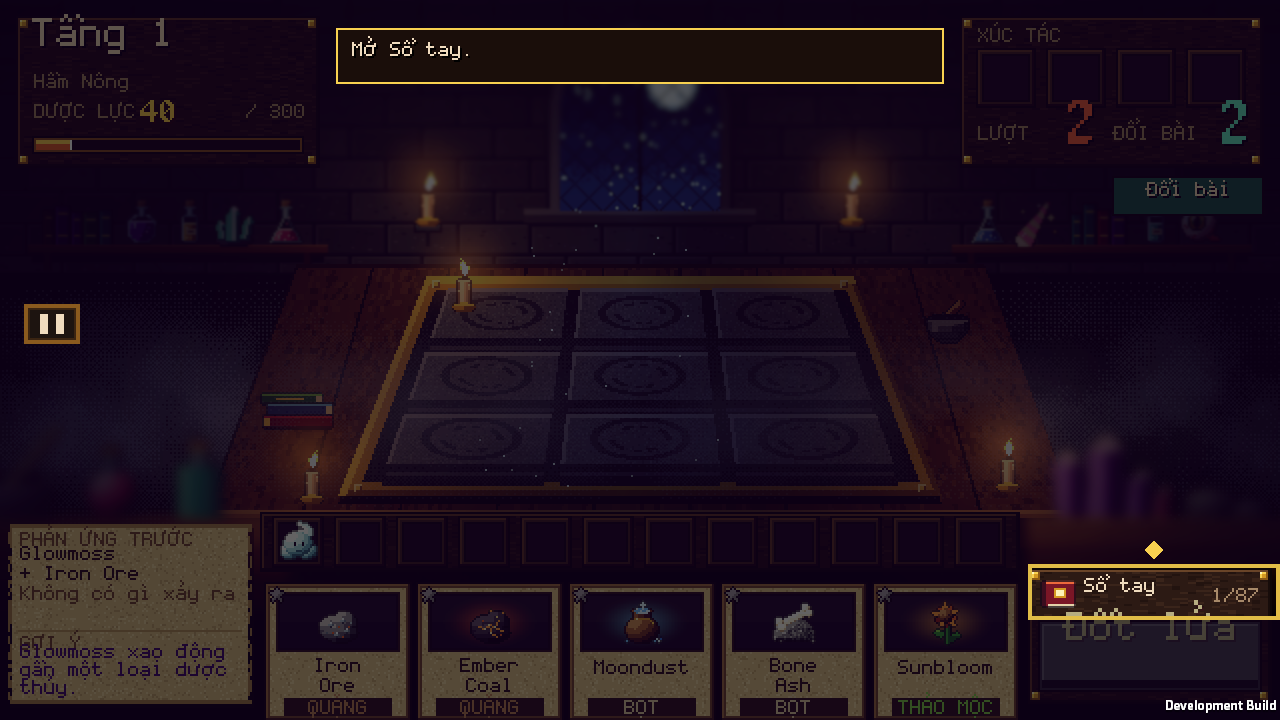 Tầng 1
Hầm Nông
DƯỢC LỰC 40 / 300
Mở Sổ tay.
XÚC TÁC
LƯỢT 2 ĐỔI BÀI 2
Đổi bài
PHẢN ỨNG TRƯỚC
Glowmoss
+ Iron Ore
Không có gì xảy ra
GỢI Ý
Glowmoss xao động
gần một loại dược
thủy.
Iron
Ore
QUẶNG
Ember
Coal
QUẶNG
Moondust
BỘT
Bone
Ash
BỘT
Sunbloom
THẢO MỘC
Sổ tay 1/87
Đốt lửa
Development Build